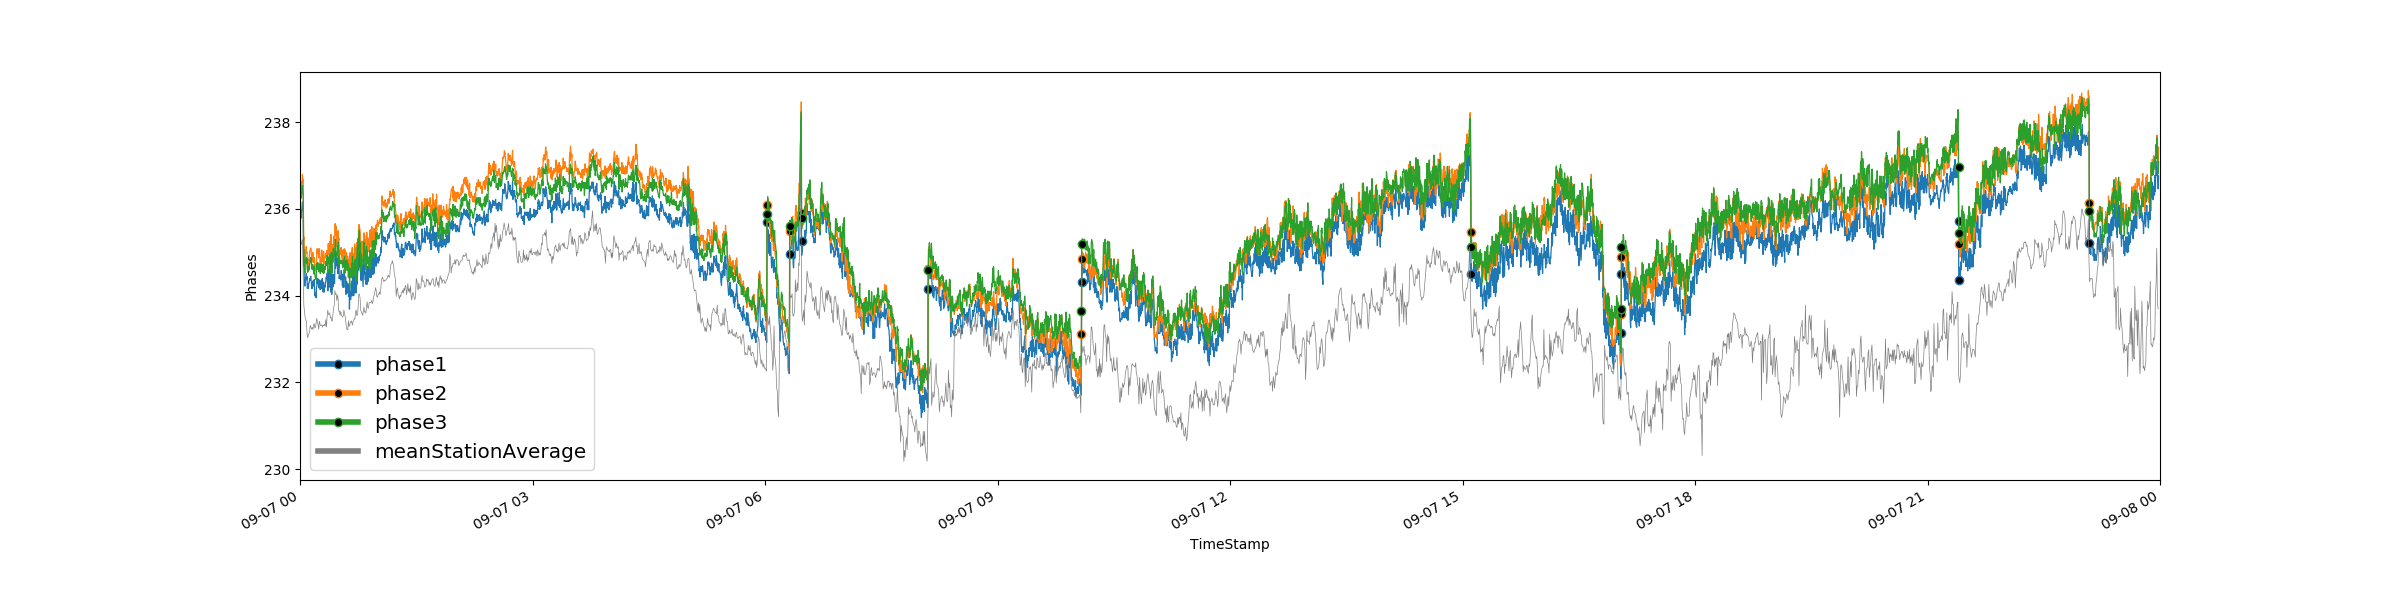 238
236
234
232
230
Phases
phase1
phase2
phase3
meanStationAverage
09-07 00
09-07 03
09-07 06
09-07 09
09-07 12
09-07 15
09-07 18
09-07 21
09-08 00
TimeStamp